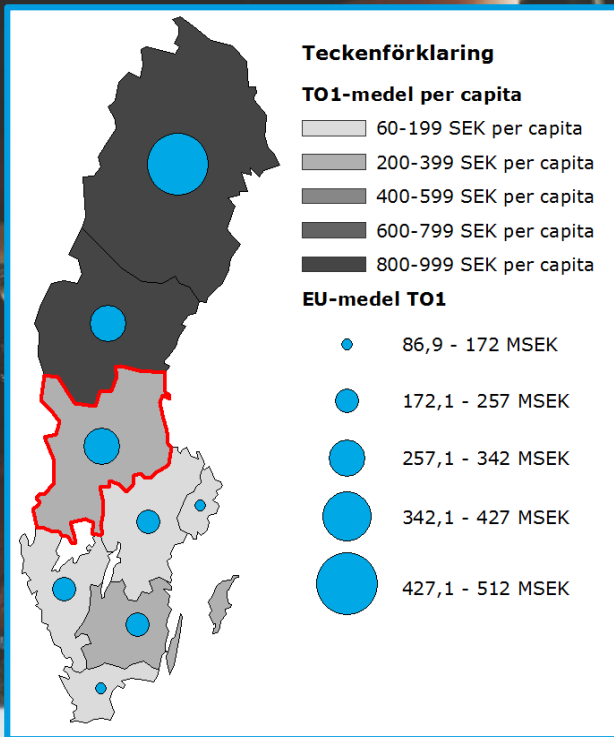 Teckenförklaring
TO1-medel per capita
60-199 SEK per capita
200-399 SEK per capita
400-599 SEK per capita
600-799 SEK per capita
800-999 SEK per capita
EU-medel TO1
86,9 - 172 MSEK
172,1 - 257 MSEK
257,1 - 342 MSEK
342,1 - 427 MSEK
427,1 - 512 MSEK